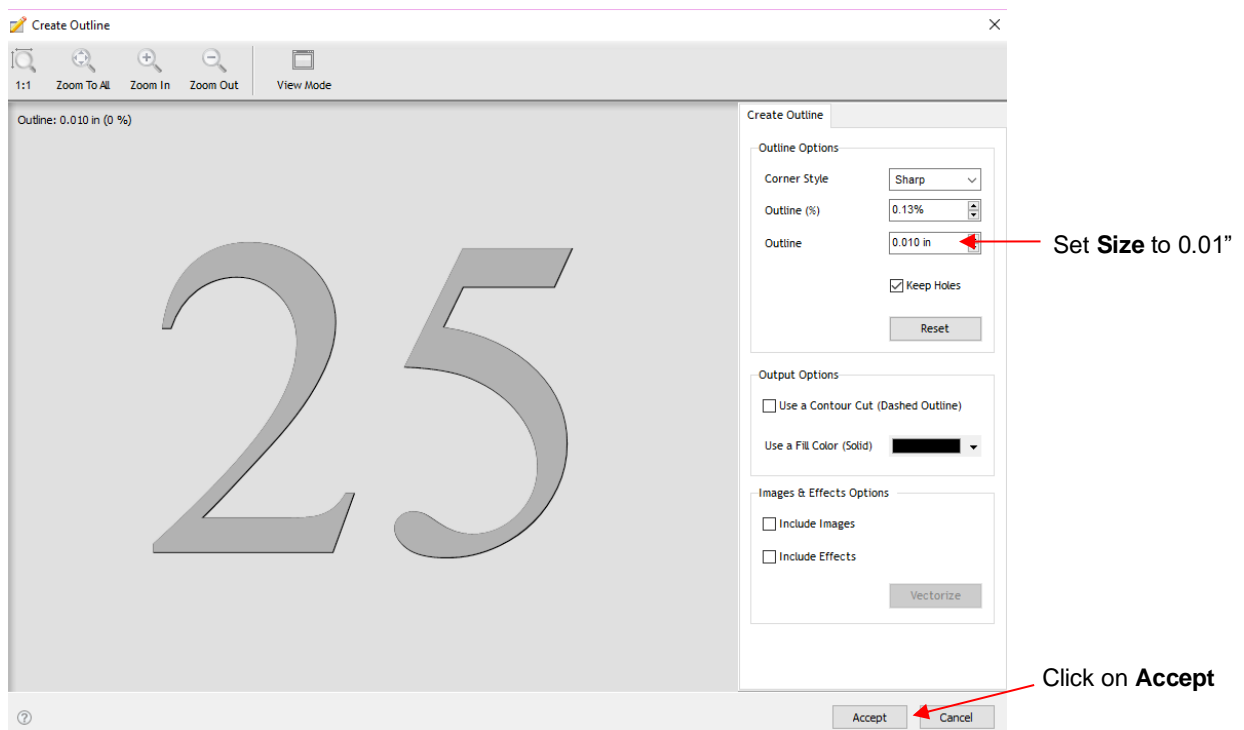 Create Outline
1:1 Zoom To All Zoom In Zoom Out View Mode
Outline: 0.010 in (0 %)
25
Create Outline
Outline Options
Corner Style Sharp
Outline (%) 0.13%
Outline 0.010 in
Set Size to 0.01”
Keep Holes
Reset
Output Options
Use a Contour Cut (Dashed Outline)
Use a Fill Color (Solid)
Images & Effects Options
Include Images
Include Effects
Vectorize
Click on Accept
?
Accept Cancel